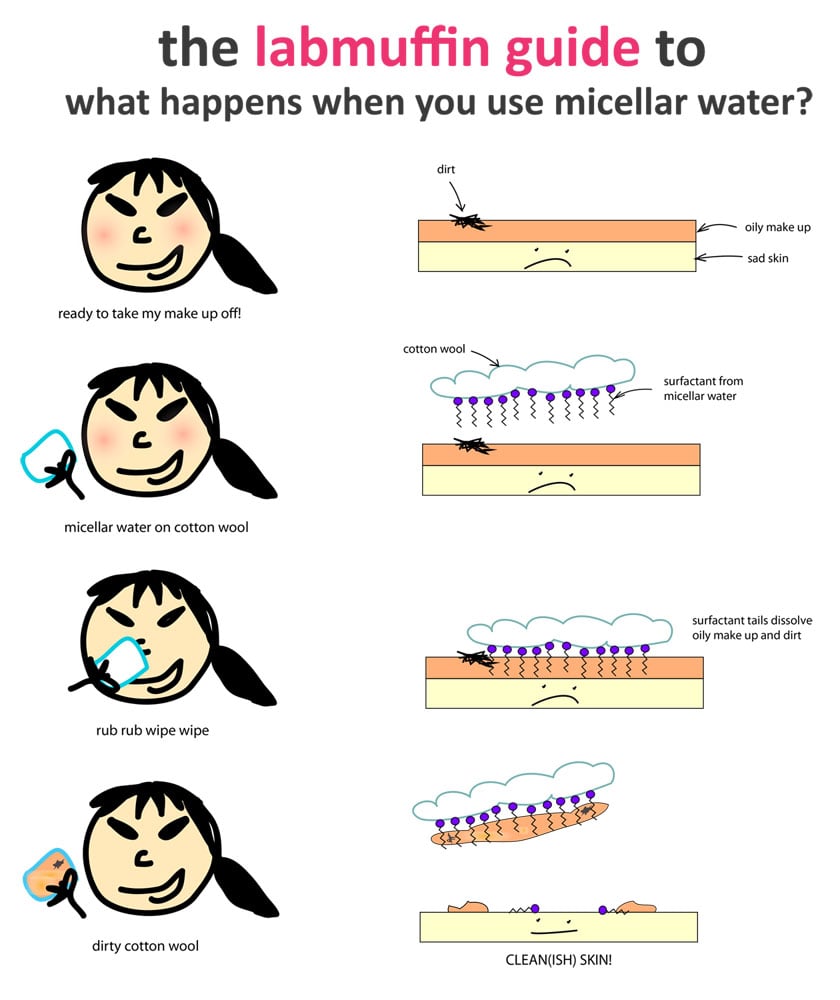 the labmuffin guide to
what happens when you use micellar water?
dirt
oily make up
sad skin
ready to take my make up off!
cotton wool
surfactant from
micellar water
micellar water on cotton wool
surfactant tails dissolve
oily make up and dirt
rub rub wipe wipe
dirty cotton wool
CLEAN(ISH) SKIN!